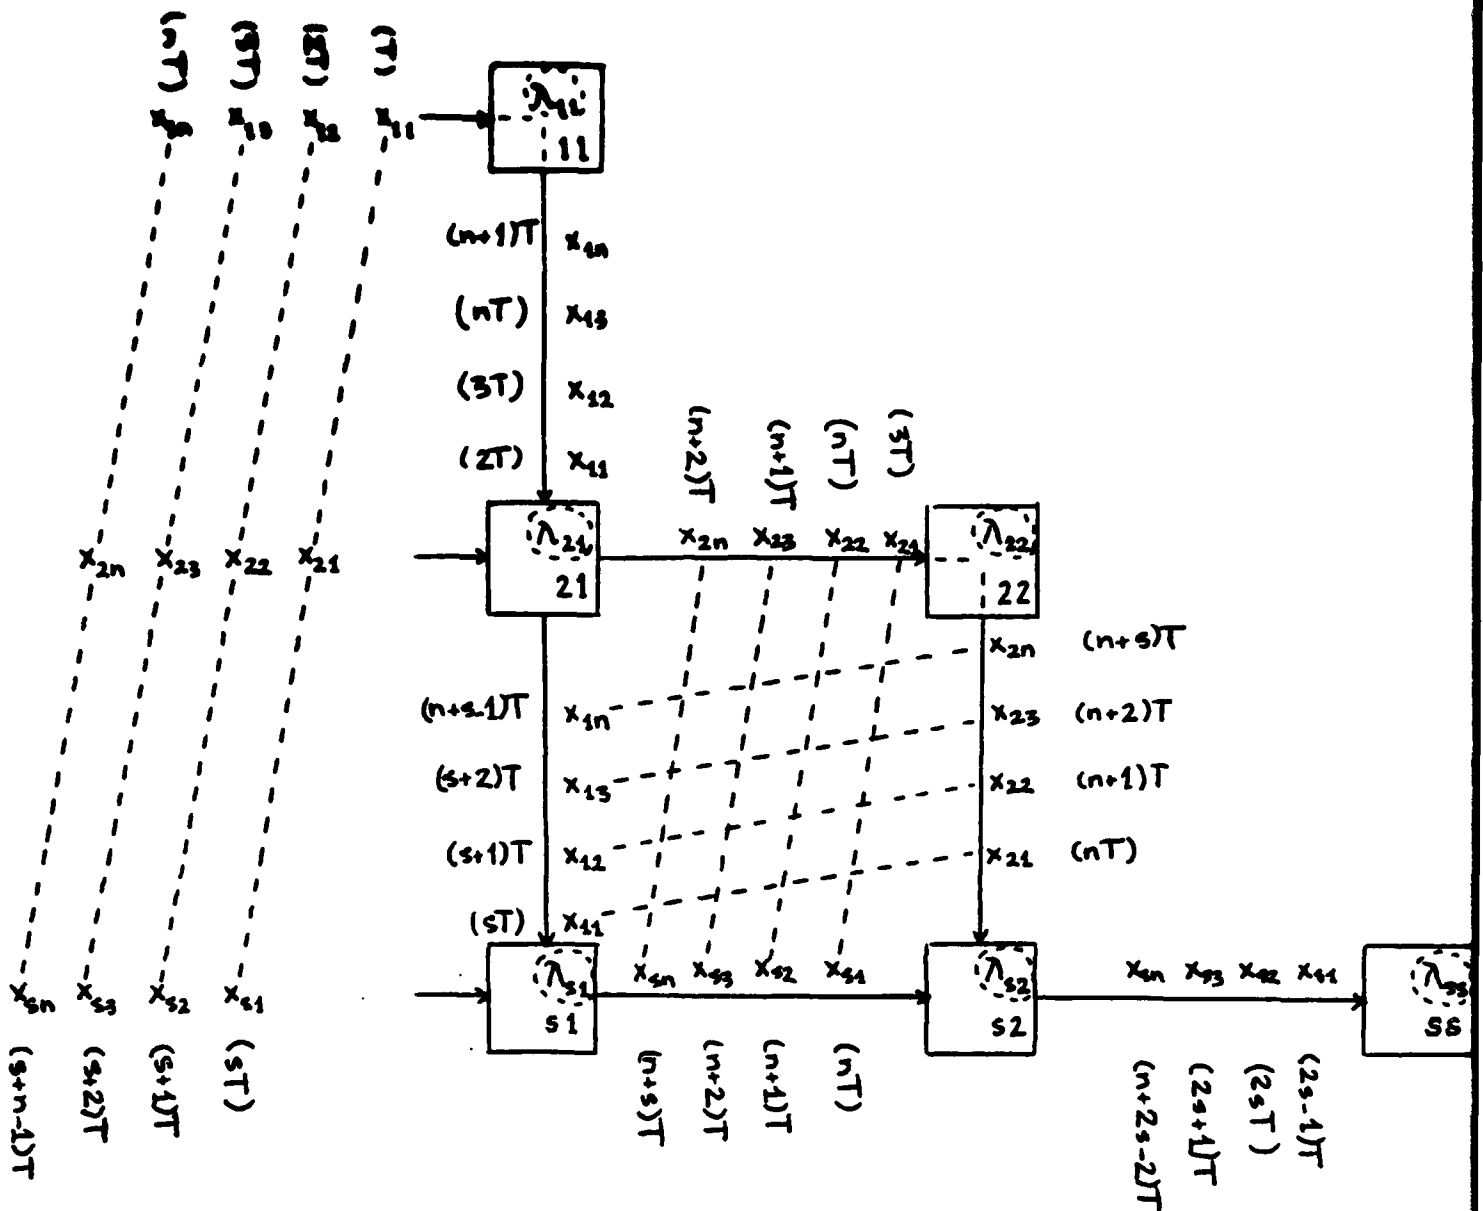 (nT) (3T) (2T) (T)
x1n x13 x12 x11
λ11
11
(n+1)T x1n
(nT) x13
(3T) x12
(2T) x11
(n+2)T (n+1)T (nT) (3T)
x2n x23 x22 x21
λ21
21
x2n x23 x22 x21
λ22
22
x2n (n+s)T
(n+s-1)T x1n
x23 (n+2)T
(s+2)T x13
x22 (n+1)T
(s+1)T x12
x21 (nT)
(sT) x11
xsn xs3 xs2 xs1
λs1
s1
xsn xs3 xs2 xs1
λs2
s2
xsn xs3 xs2 xs1
λss
ss
(s+n-1)T (s+2)T (s+1)T (sT)
(n+s)T (n+2)T (n+1)T (nT)
(n+2s-2)T (2s+1)T (2sT) (2s-1)T